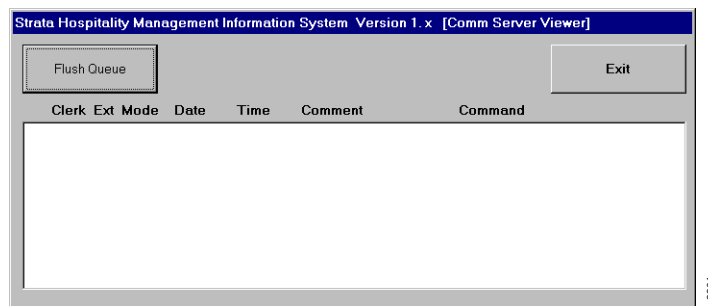 Strata Hospitality Management Information System Version 1. x [Comm Server Viewer]
Flush Queue
Exit
Clerk Ext Mode Date Time Comment Command